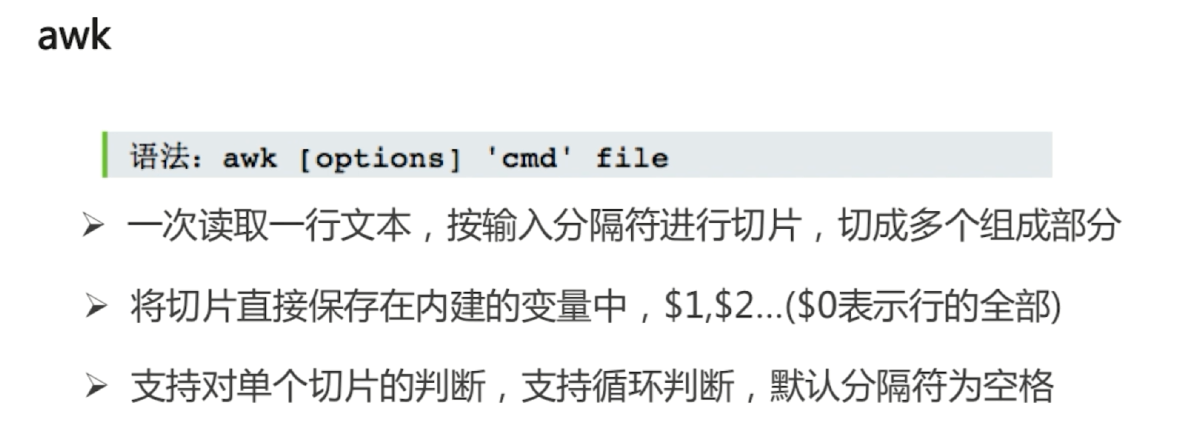 awk
语法：awk [options] 'cmd' file
➢ 一次读取一行文本，按输入分隔符进行切片，切成多个组成部分
➢ 将切片直接保存在内建的变量中，$1,$2...($0表示行的全部)
➢ 支持对单个切片的判断，支持循环判断，默认分隔符为空格